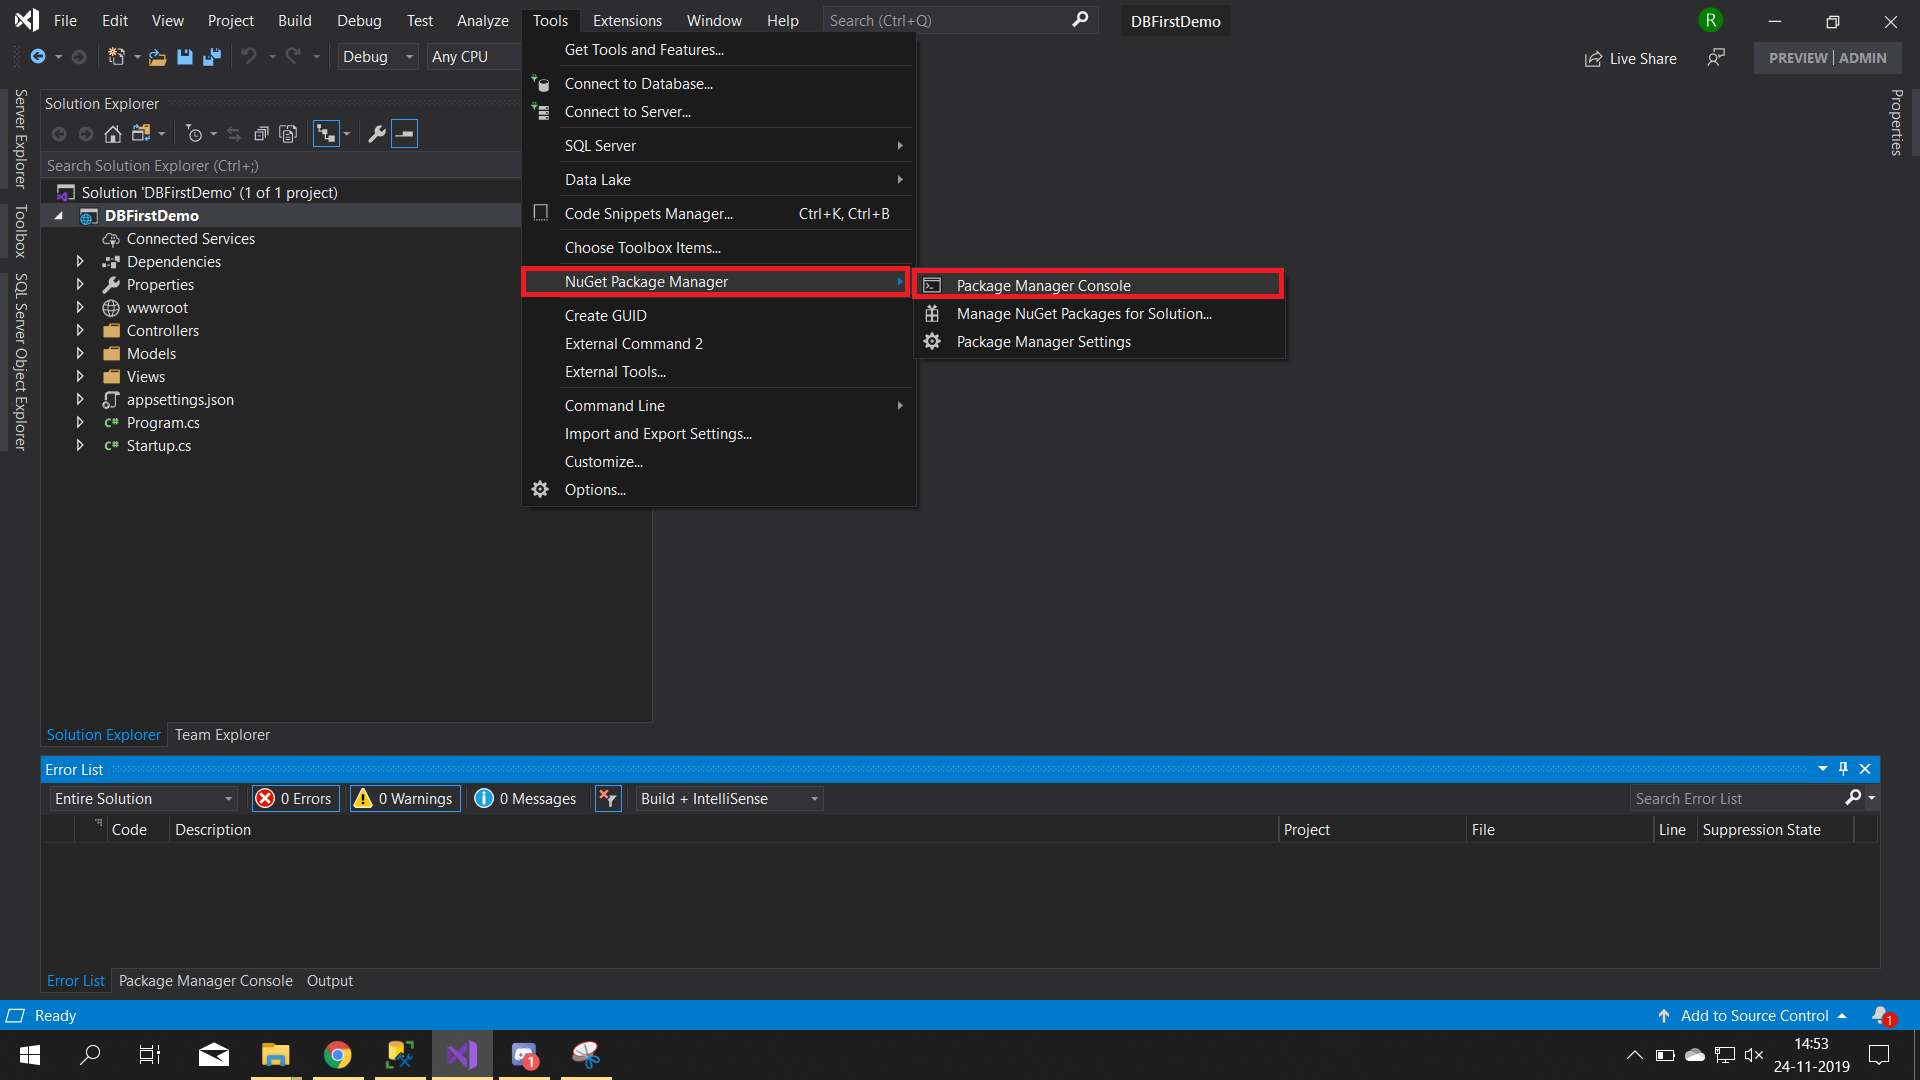 File Edit View Project Build Debug Test Analyze Tools Extensions Window Help Search (Ctrl+Q) DBFirstDemo R
Debug Any CPU Live Share PREVIEW ADMIN
Get Tools and Features...
Connect to Database...
Connect to Server...
SQL Server
Data Lake
Code Snippets Manager... Ctrl+K, Ctrl+B
Choose Toolbox Items...
NuGet Package Manager
Create GUID
External Command 2
External Tools...
Command Line
Import and Export Settings...
Customize...
Options...
Package Manager Console
Manage NuGet Packages for Solution...
Package Manager Settings
Server Explorer
Toolbox
SQL Server Object Explorer
Properties
Solution Explorer
Search Solution Explorer (Ctrl+;)
Solution 'DBFirstDemo' (1 of 1 project)
DBFirstDemo
Connected Services
Dependencies
Properties
wwwroot
Controllers
Models
Views
appsettings.json
C# Program.cs
C# Startup.cs
Solution Explorer Team Explorer
Error List
Entire Solution 0 Errors 0 Warnings 0 Messages Build + IntelliSense Search Error List
Code Description Project File Line Suppression State
Error List Package Manager Console Output
Ready Add to Source Control 1
1
14:53
24-11-2019